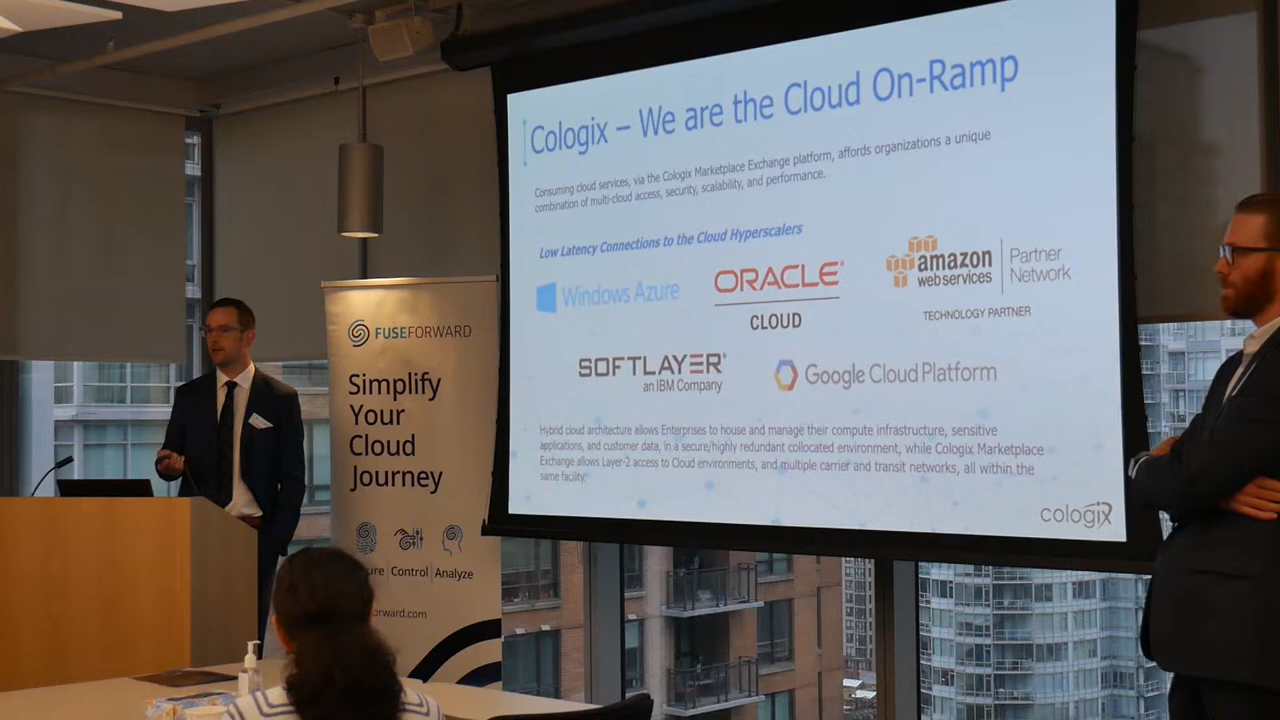 Cologix – We are the Cloud On-Ramp
Consuming cloud services, via the Cologix Marketplace Exchange platform, affords organizations a unique
combination of multi-cloud access, security, scalability, and performance.
Low Latency Connections to the Cloud Hyperscalers
Windows Azure
ORACLE®
CLOUD
amazon
web services
Partner
Network
TECHNOLOGY PARTNER
SOFTLAYER®
an IBM Company
Google Cloud Platform
Hybrid cloud architecture allows Enterprises to house and manage their compute infrastructure, sensitive
applications, and customer data, in a secure/highly redundant collocated environment, while Cologix Marketplace
Exchange allows Layer-2 access to Cloud environments, and multiple carrier and transit networks, all within the
same facility.
cologix
FUSEFORWARD
Simplify
Your
Cloud
Journey
ure | Control | Analyze
orward.com